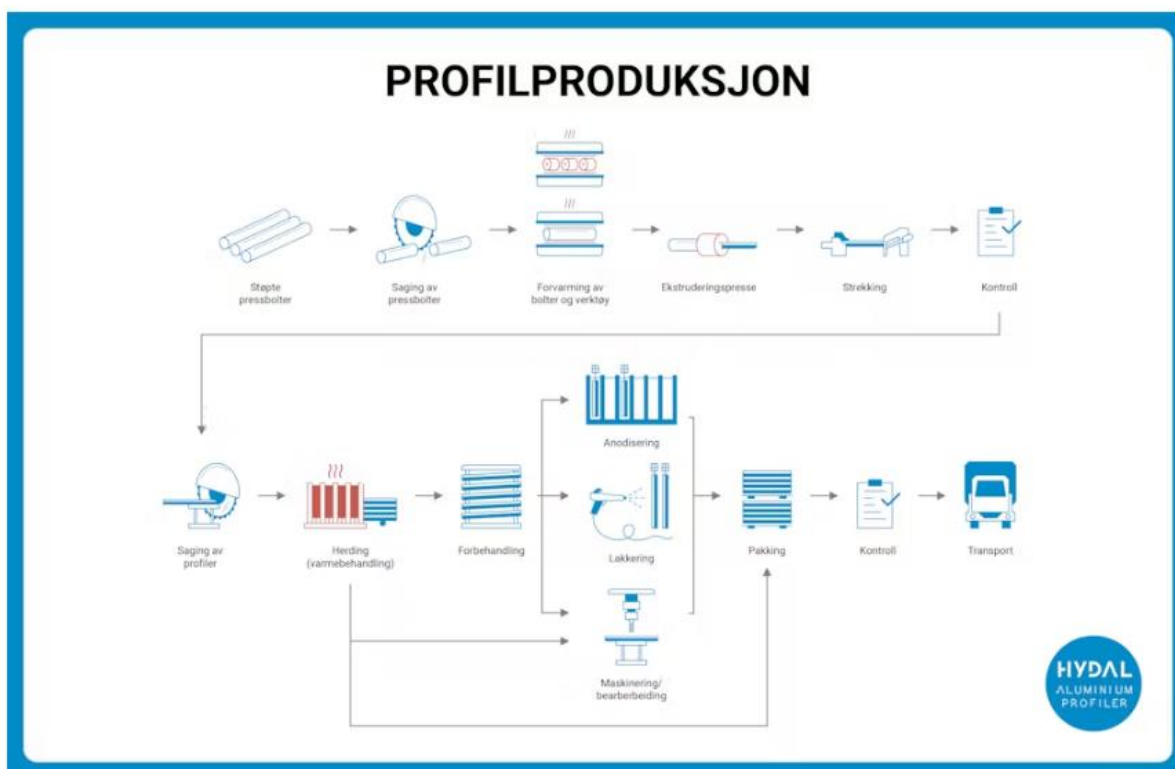 PROFILPRODUKSJON
Støpte
pressbolter
Saging av
pressbolter
Forvarming av
bolter og verktøy
Ekstruderingspresse
Strekking
Kontroll
Anodisering
Saging av
profiler
Herding
(varmebehandling)
Forbehandling
Lakkering
Pakking
Kontroll
Transport
Maskinering/
bearberbeiding
HYDAL
ALUMINIUM
PROFILER